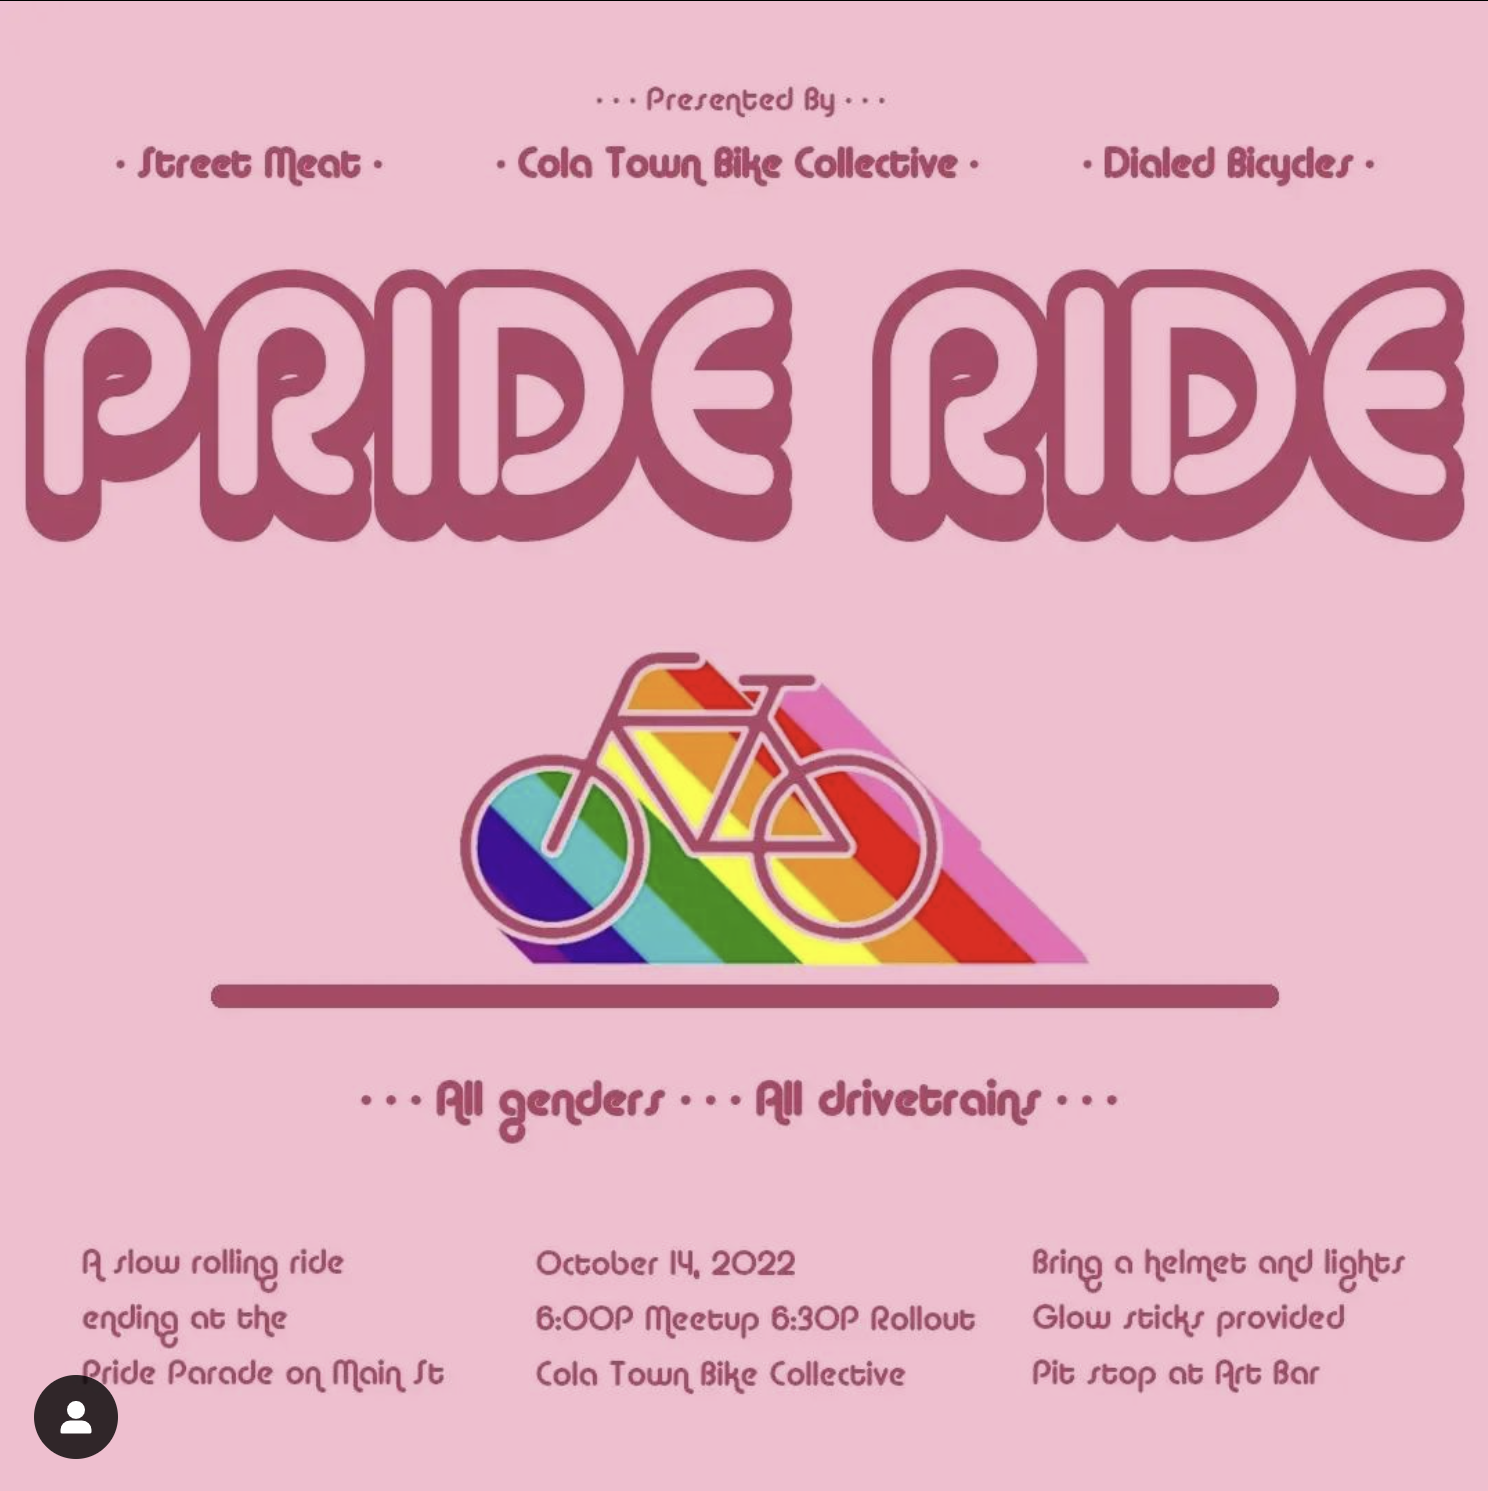 ··· Presented By ···
· Street Meat · · Cola Town Bike Collective · · Dialed Bicycles ·
PRIDE RIDE
··· All genders ··· All drivetrains ···
A slow rolling ride
ending at the
Pride Parade on Main St
October 14, 2022
6:00P Meetup 6:30P Rollout
Cola Town Bike Collective
Bring a helmet and lights
Glow sticks provided
Pit stop at Art Bar